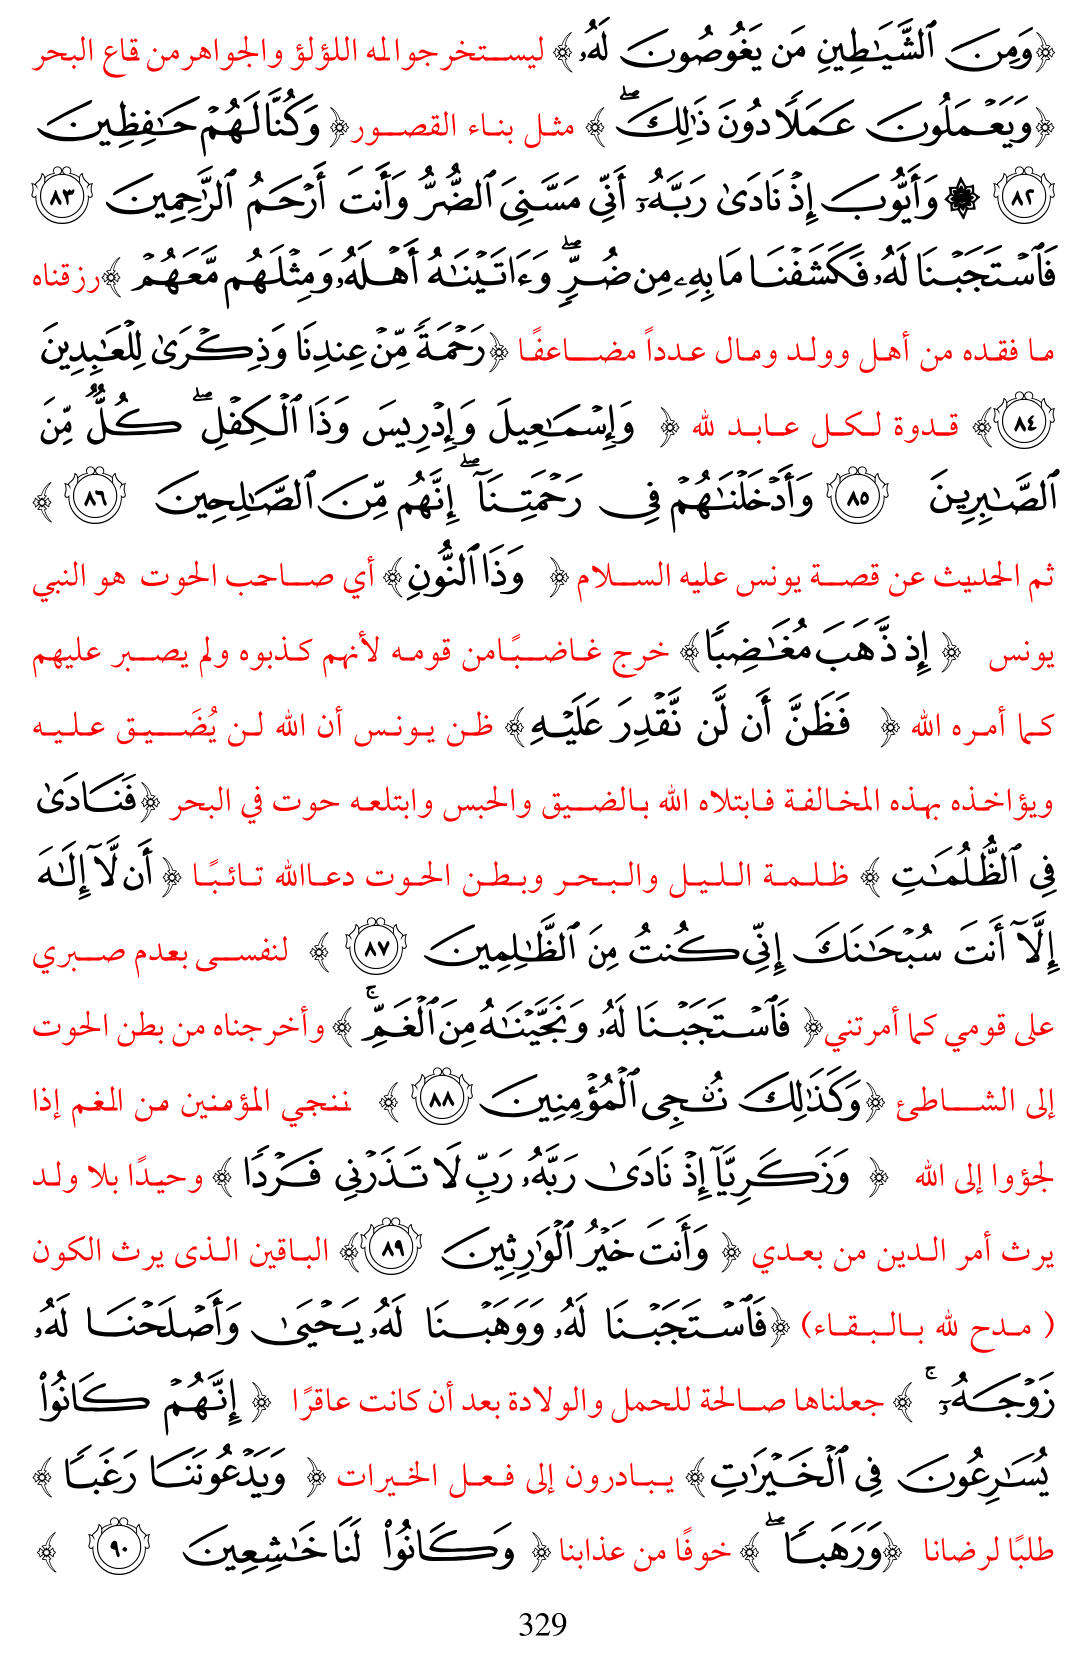 ﴿وَمِنَ ٱلشَّيَٰطِينِ مَن يَغُوصُونَ لَهُۥ﴾ ليستخرجوا له اللؤلؤ والجواهر من قاع البحر
﴿وَيَعْمَلُونَ عَمَلًا دُونَ ذَٰلِكَۖ﴾ مثل بناء القصور ﴿وَكُنَّا لَهُمْ حَٰفِظِينَ
٨٢ ۞ وَأَيُّوبَ إِذْ نَادَىٰ رَبَّهُۥٓ أَنِّي مَسَّنِيَ ٱلضُّرُّ وَأَنتَ أَرْحَمُ ٱلرَّٰحِمِينَ ٨٣
فَٱسْتَجَبْنَا لَهُۥ فَكَشَفْنَا مَا بِهِۦ مِن ضُرٍّۖ وَءَاتَيْنَٰهُ أَهْلَهُۥ وَمِثْلَهُم مَّعَهُمْ﴾ رزقناه
ما فقده من أهل وولد ومال عدداً مضاعفًا ﴿رَحْمَةً مِّنْ عِندِنَا وَذِكْرَىٰ لِلْعَٰبِدِينَ
٨٤﴾ قدوة لكل عابد لله ﴿ وَإِسْمَٰعِيلَ وَإِدْرِيسَ وَذَا ٱلْكِفْلِۖ كُلٌّ مِّنَ
ٱلصَّٰبِرِينَ ٨٥ وَأَدْخَلْنَٰهُمْ فِي رَحْمَتِنَآۖ إِنَّهُم مِّنَ ٱلصَّٰلِحِينَ ٨٦ ﴾
ثم الحديث عن قصة يونس عليه السلام ﴿ وَذَا ٱلنُّونِ﴾ أي صاحب الحوت هو النبي
يونس ﴿ إِذ ذَّهَبَ مُغَٰضِبًا﴾ خرج غاضبًا من قومه لأنهم كذبوه ولم يصبر عليهم
كما أمره الله ﴿ فَظَنَّ أَن لَّن نَّقْدِرَ عَلَيْهِ﴾ ظن يونس أن الله لن يُضَيق عليه
ويؤاخذه بهذه المخالفة فابتلاه الله بالضيق والحبس وابتلعه حوت في البحر ﴿فَنَادَىٰ
فِي ٱلظُّلُمَٰتِ ﴾ ظلمة الليل والبحر وبطن الحوت دعا الله تائبًا ﴿ أَن لَّآ إِلَٰهَ
إِلَّآ أَنتَ سُبْحَٰنَكَ إِنِّي كُنتُ مِنَ ٱلظَّٰلِمِينَ ٨٧ ﴾ لنفسى بعدم صبري
على قومي كما أمرتني ﴿ فَٱسْتَجَبْنَا لَهُۥ وَنَجَّيْنَٰهُ مِنَ ٱلْغَمِّۚ ﴾ وأخرجناه من بطن الحوت
إلى الشاطئ ﴿وَكَذَٰلِكَ نُۨجِي ٱلْمُؤْمِنِينَ ٨٨ ﴾ ننجي المؤمنين من الغم إذا
لجؤوا إلى الله ﴿ وَزَكَرِيَّآ إِذْ نَادَىٰ رَبَّهُۥ رَبِّ لَا تَذَرْنِي فَرْدًا ﴾ وحيدًا بلا ولد
يرث أمر الدين من بعدي ﴿ وَأَنتَ خَيْرُ ٱلْوَٰرِثِينَ ٨٩﴾ الباقين الذى يرث الكون
( مدح لله بالبقاء) ﴿فَٱسْتَجَبْنَا لَهُۥ وَوَهَبْنَا لَهُۥ يَحْيَىٰ وَأَصْلَحْنَا لَهُۥ
زَوْجَهُۥٓۚ ﴾ جعلناها صالحة للحمل والولادة بعد أن كانت عاقرًا ﴿ إِنَّهُمْ كَانُوا۟
يُسَٰرِعُونَ فِي ٱلْخَيْرَٰتِ﴾ يبادرون إلى فعل الخيرات ﴿ وَيَدْعُونَنَا رَغَبًا ﴾
طلبًا لرضانا ﴿وَرَهَبًاۖ ﴾ خوفًا من عذابنا ﴿ وَكَانُوا۟ لَنَا خَٰشِعِينَ ٩٠ ﴾
329